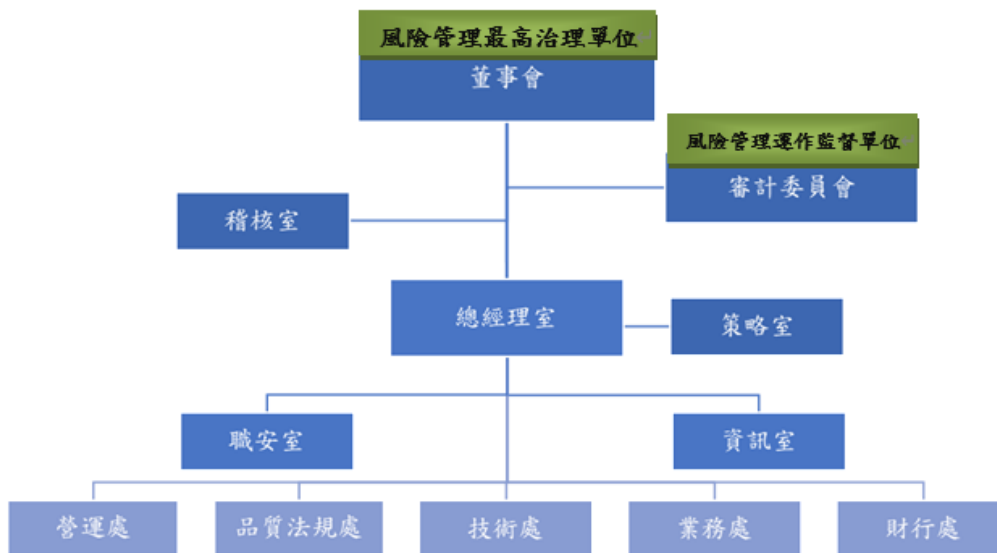 風險管理最高治理單位
董事會
風險管理運作監督單位
審計委員會
稽核室
總經理室
策略室
職安室
資訊室
營運處
品質法規處
技術處
業務處
財行處